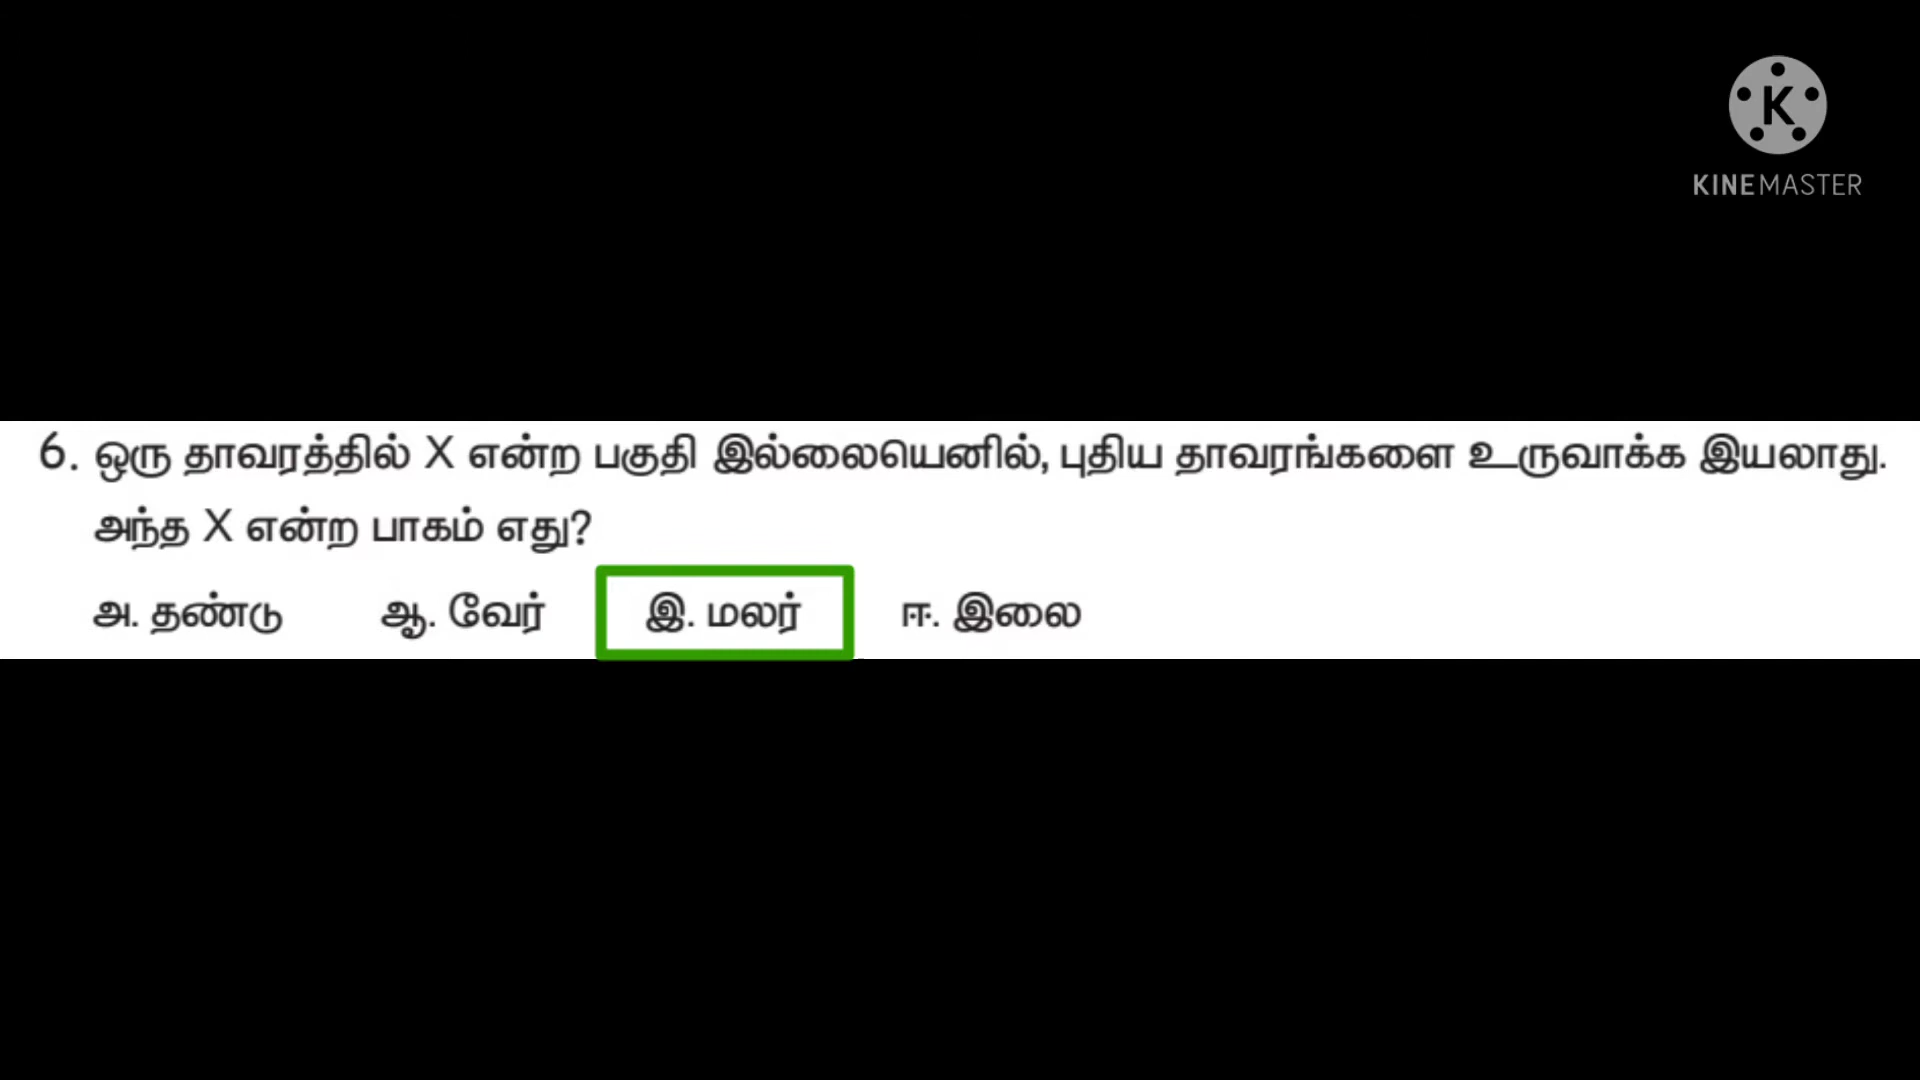 K
KINEMASTER
6. ஒரு தாவரத்தில் X என்ற பகுதி இல்லையெனில், புதிய தாவரங்களை உருவாக்க இயலாது.
அந்த X என்ற பாகம் எது?
அ. தண்டு ஆ. வேர் இ. மலர் ஈ. இலை